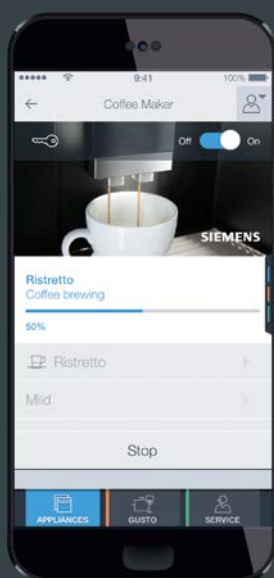 9:41
100%
Coffee Maker
Off On
SIEMENS
Ristretto
Coffee brewing
50%
Ristretto
Mild
Stop
APPLIANCES GUSTO SERVICE